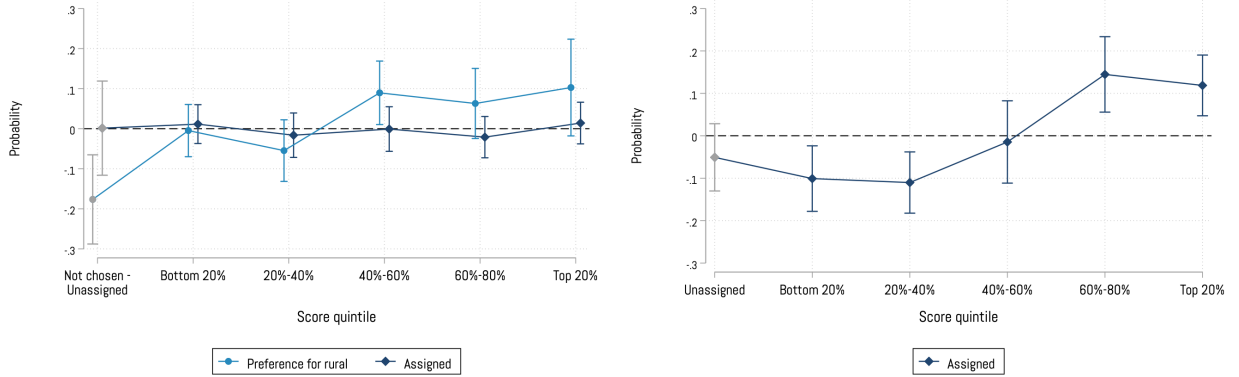 .3
.2
.1
0
-.1
-.2
-.3
Probability
Not chosen -
Unassigned
Bottom 20%
20%-40%
40%-60%
60%-80%
Top 20%
Score quintile
Preference for rural
Assigned
.3
.2
.1
0
-.1
-.2
-.3
Probability
Unassigned
Bottom 20%
20%-40%
40%-60%
60%-80%
Top 20%
Score quintile
Assigned